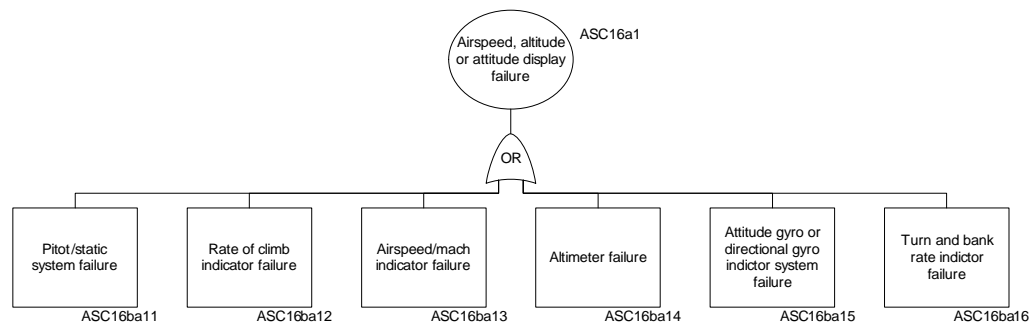 Airspeed, altitude
or attitude display
failure
ASC16a1
OR
Pitot/static
system failure
ASC16ba11
Rate of climb
indicator failure
ASC16ba12
Airspeed/mach
indicator failure
ASC16ba13
Altimeter failure
ASC16ba14
Attitude gyro or
directional gyro
indictor system
failure
ASC16ba15
Turn and bank
rate indictor
failure
ASC16ba16